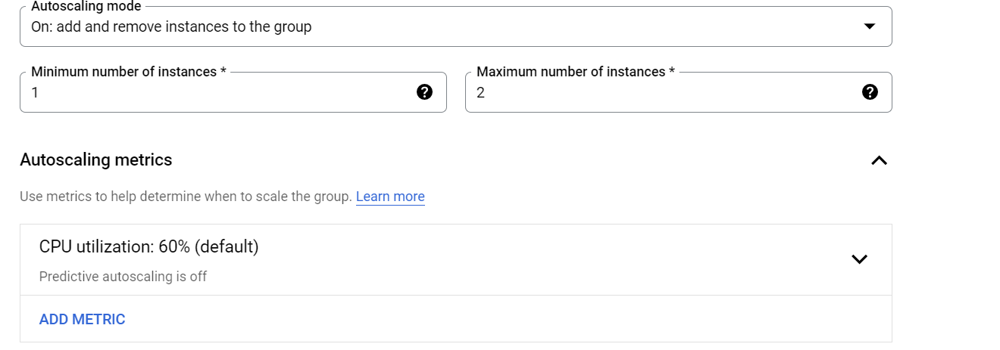 Autoscaling mode
On: add and remove instances to the group
Minimum number of instances *
Maximum number of instances *
1
2
Autoscaling metrics
Use metrics to help determine when to scale the group. Learn more
CPU utilization: 60% (default)
Predictive autoscaling is off
ADD METRIC